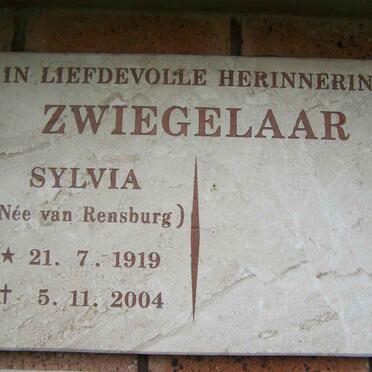 IN LIEFDEVOLLE HERINNERIN
ZWIEGELAAR
SYLVIA
(Née van Rensburg)
★ 21. 7. 1919
† 5. 11. 2004